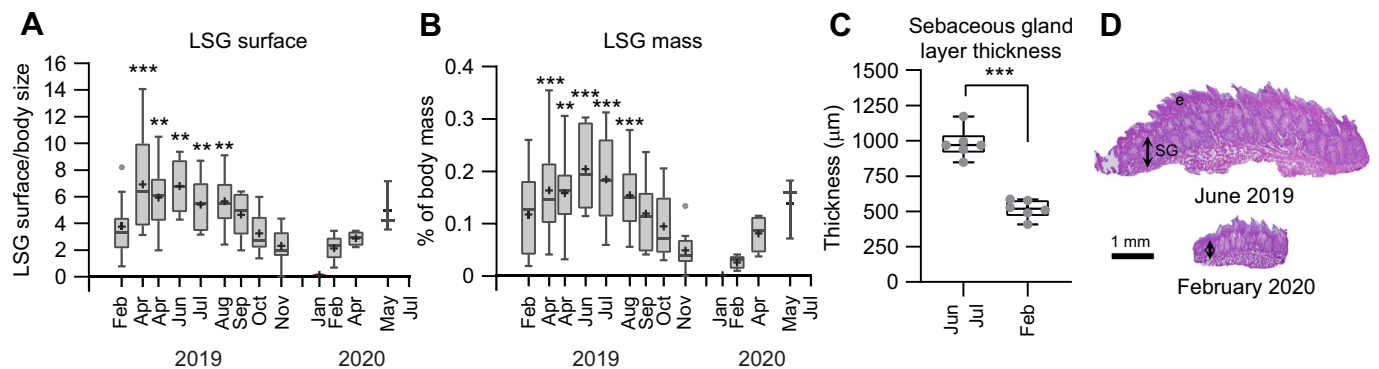 A
LSG surface
LSG surface/body size
16
14
12
10
8
6
4
2
0
***
**
**
**
**
Feb
Apr
Apr
Jun
Jul
Aug
Sep
Oct
Nov
Jan
Feb
Apr
May
Jul
2019
2020
B
LSG mass
% of body mass
0.4
0.3
0.2
0.1
0
***
**
***
***
***
Feb
Apr
Apr
Jun
Jul
Aug
Sep
Oct
Nov
Jan
Feb
Apr
May
Jul
2019
2020
C
Sebaceous gland
layer thickness
Thickness (μm)
1500
1250
1000
750
500
250
0
***
Jun
Jul
Feb
D
e
SG
June 2019
1 mm
February 2020